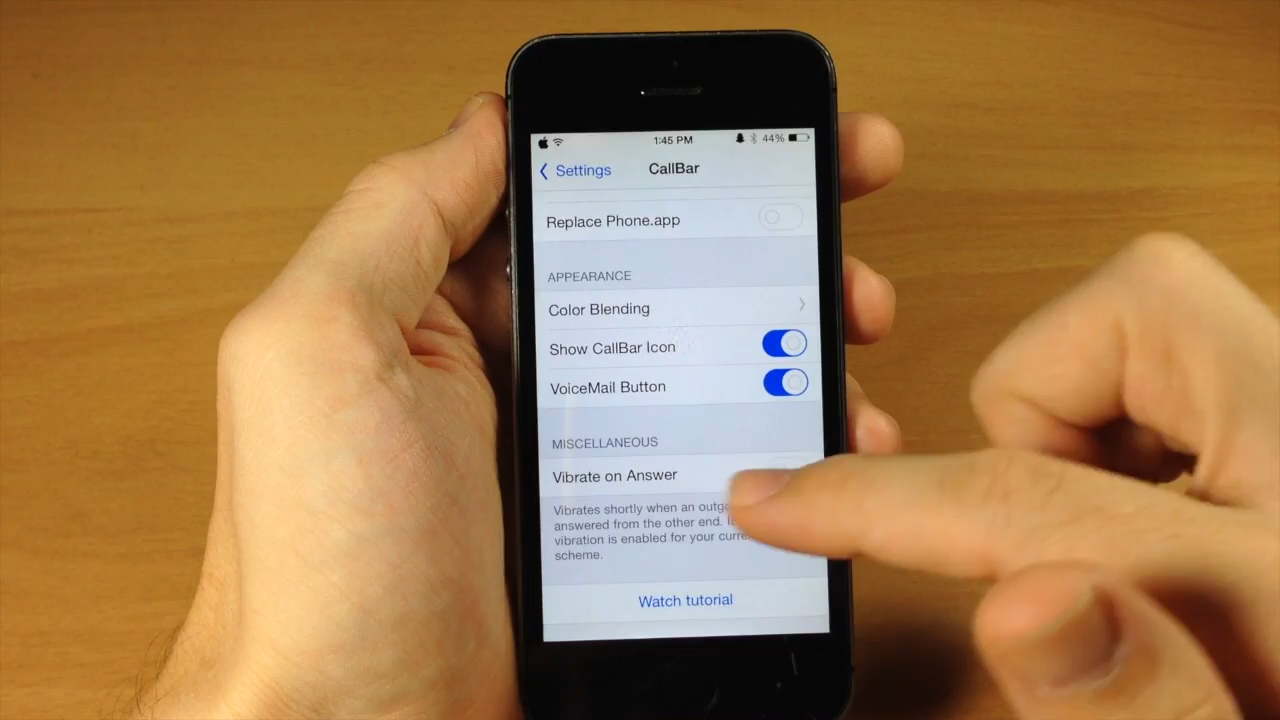 1:45 PM
44%
Settings
CallBar
Replace Phone.app
APPEARANCE
Color Blending
Show CallBar Icon
VoiceMail Button
MISCELLANEOUS
Vibrate on Answer
Vibrates shortly when an
answered from the other end.
vibration is enabled for your
scheme.
Watch tutorial